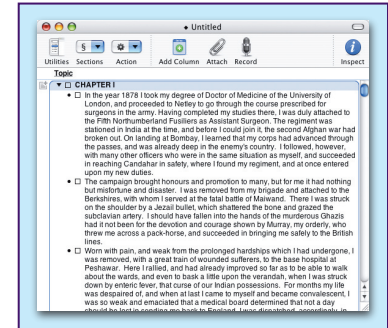 Untitled
Utilities Sections Action Add Column Attach Record Inspect
Topic
CHAPTER I
In the year 1878 I took my degree of Doctor of Medicine of the University of
London, and proceeded to Netley to go through the course prescribed for
surgeons in the army. Having completed my studies there, I was duly attached to
the Fifth Northumberland Fusiliers as Assistant Surgeon. The regiment was
stationed in India at the time, and before I could join it, the second Afghan war had
broken out. On landing at Bombay, I learned that my corps had advanced through
the passes, and was already deep in the enemy's country. I followed, however,
with many other officers who were in the same situation as myself, and succeeded
in reaching Candahar in safety, where I found my regiment, and at once entered
upon my new duties.
The campaign brought honours and promotion to many, but for me it had nothing
but misfortune and disaster. I was removed from my brigade and attached to the
Berkshires, with whom I served at the fatal battle of Maiwand. There I was struck
on the shoulder by a Jezail bullet, which shattered the bone and grazed the
subclavian artery. I should have fallen into the hands of the murderous Ghazis
had it not been for the devotion and courage shown by Murray, my orderly, who
threw me across a pack-horse, and succeeded in bringing me safely to the British
lines.
Worn with pain, and weak from the prolonged hardships which I had undergone, I
was removed, with a great train of wounded sufferers, to the base hospital at
Peshawar. Here I rallied, and had already improved so far as to be able to walk
about the wards, and even to bask a little upon the verandah, when I was struck
down by enteric fever, that curse of our Indian possessions. For months my life
was despaired of, and when at last I came to myself and became convalescent, I
was so weak and emaciated that a medical board determined that not a day
should be lost in sending me back to England. I was dispatched, accordingly, in